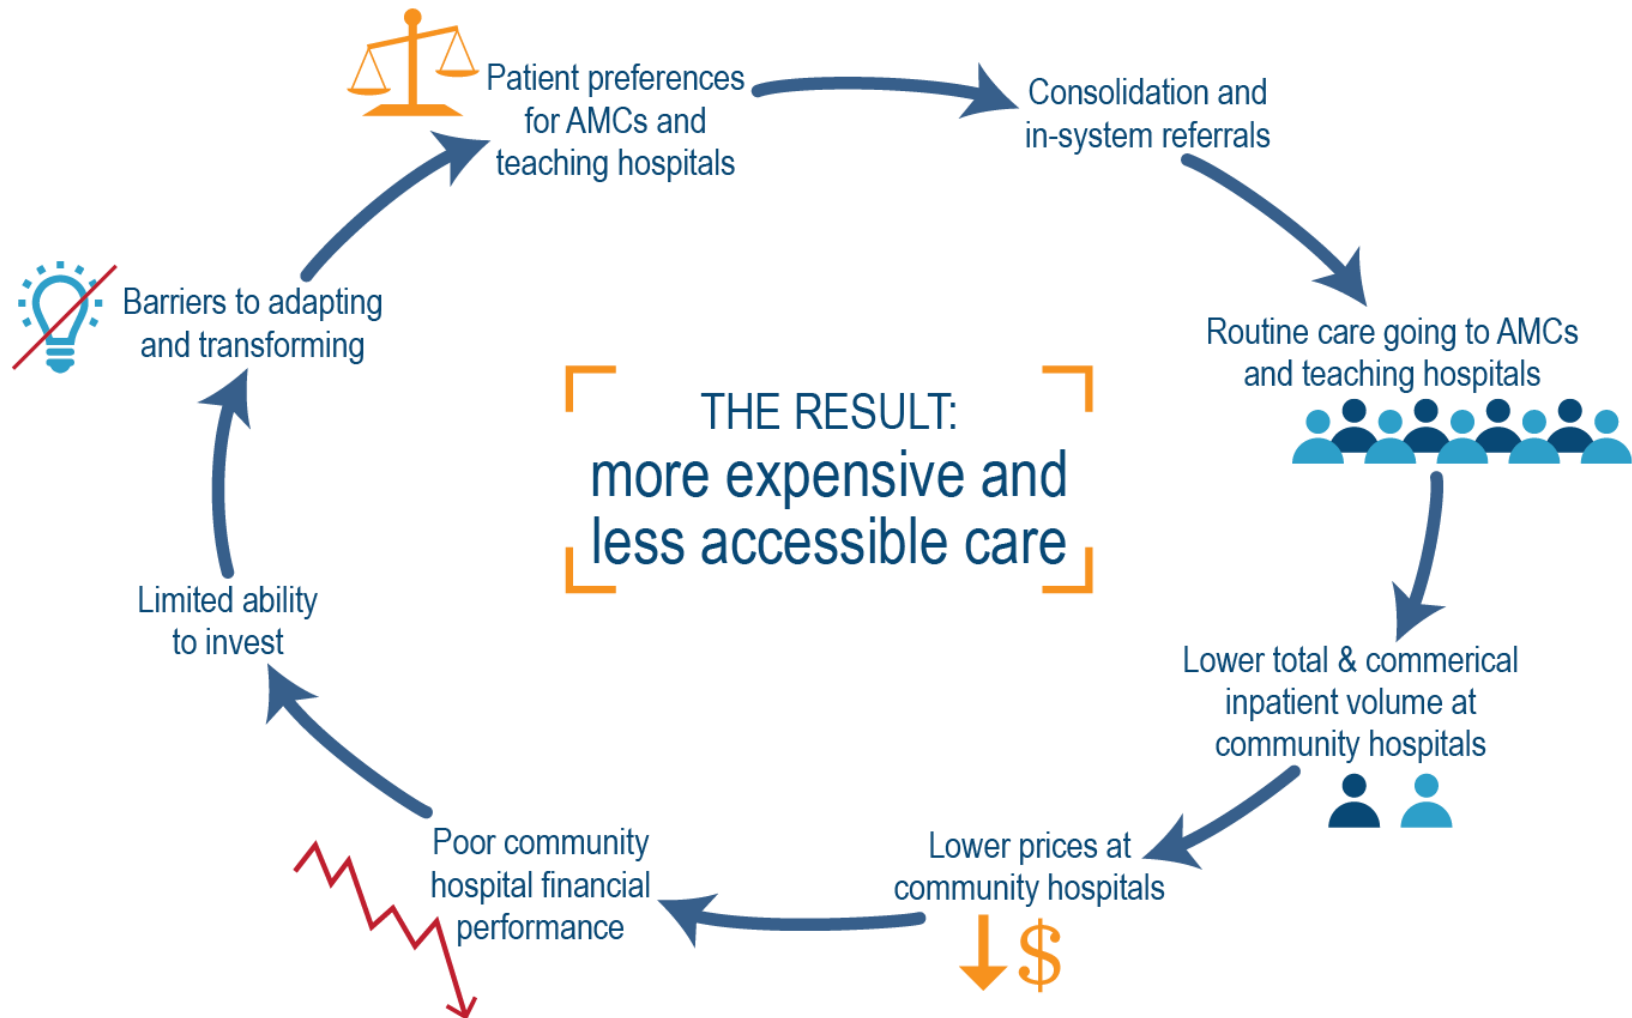 Patient preferences
for AMCs and
teaching hospitals
Consolidation and
in-system referrals
Routine care going to AMCs
and teaching hospitals
Lower total & commerical
inpatient volume at
community hospitals
Lower prices at
community hospitals
$
Poor community
hospital financial
performance
Limited ability
to invest
Barriers to adapting
and transforming
THE RESULT:
more expensive and
less accessible care